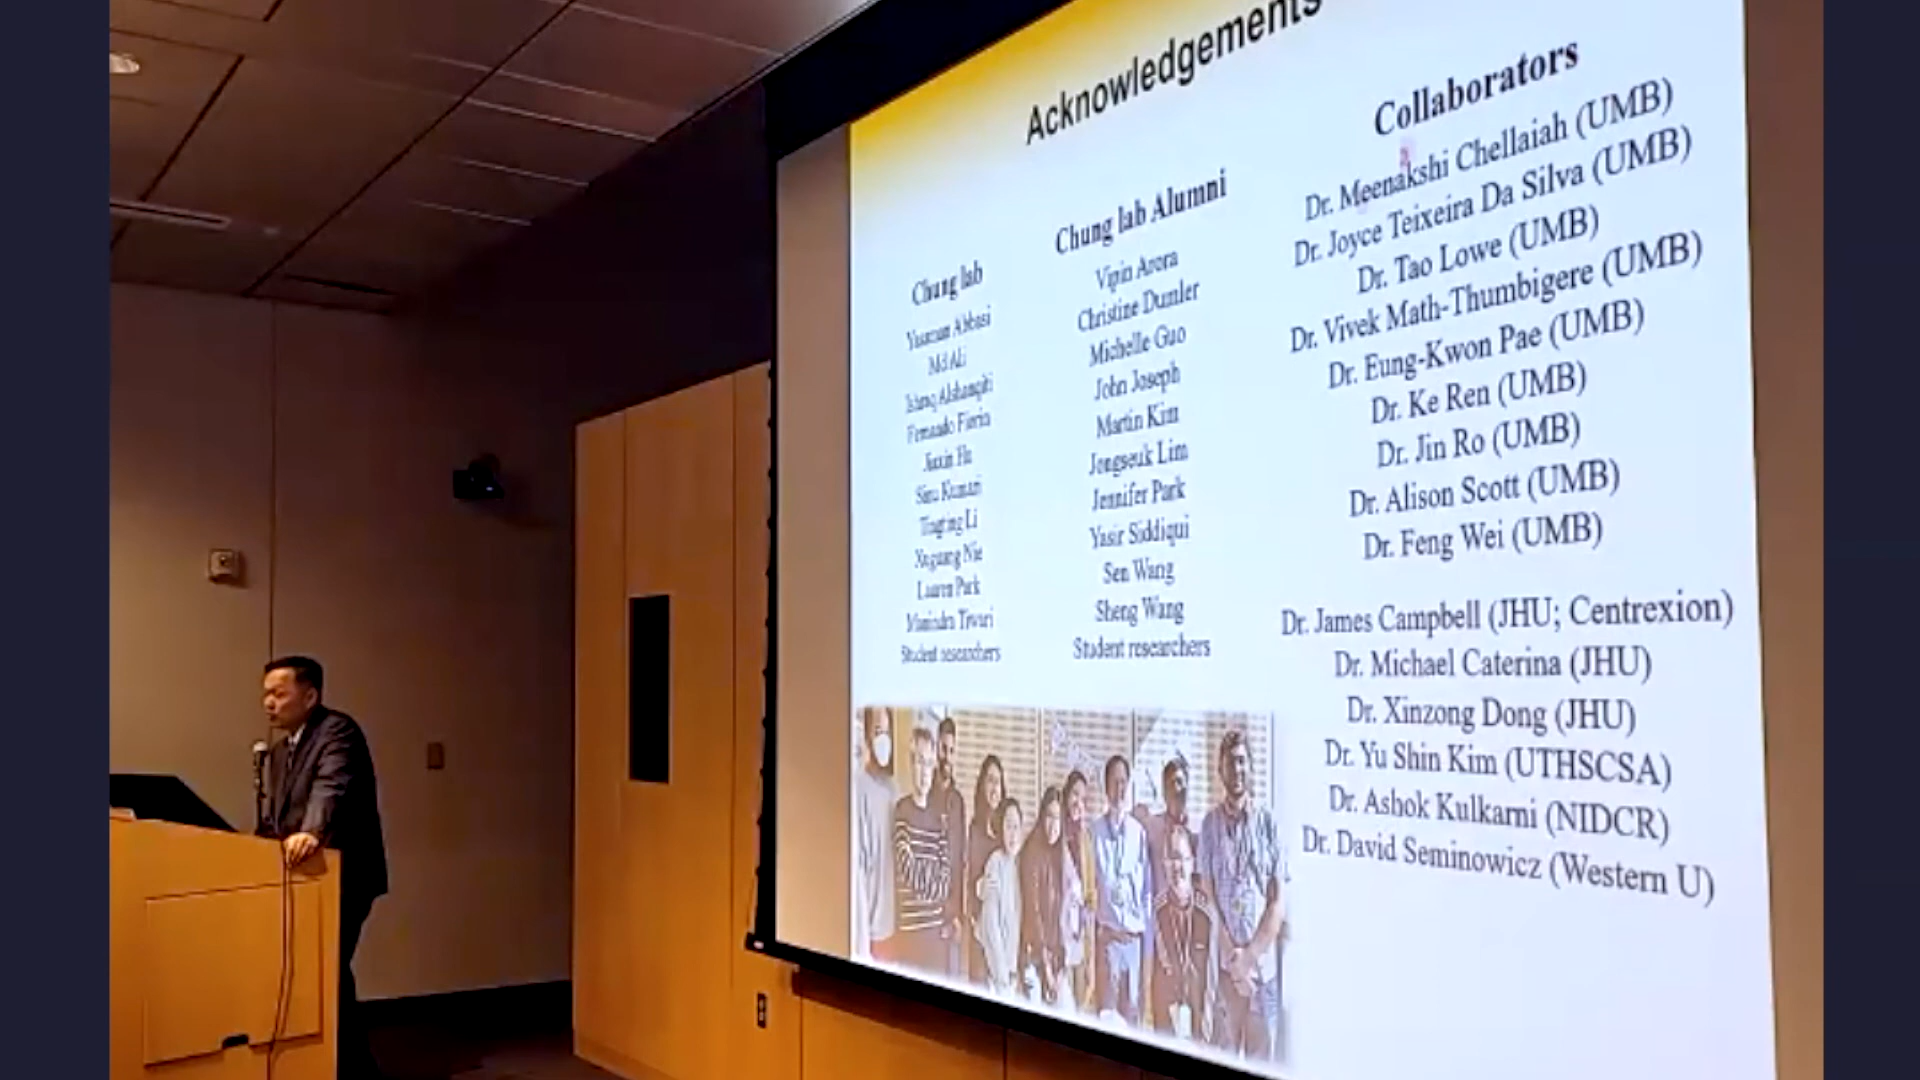 Acknowledgements
Chung lab
Abbasi
Md Ali
Alshanqiti
Fernando
Kumari
Tingting Li
Nie
Lauren Park
Tiwari
Student researchers
Chung lab Alumni
Vipin Arora
Christine Dumler
Michelle Guo
John Joseph
Martin Kim
Jongseuk Lim
Jennifer Park
Yasir Siddiqui
Sen Wang
Sheng Wang
Student researchers
Collaborators
Dr. Meenakshi Chellaiah (UMB)
Dr. Joyce Teixeira Da Silva (UMB)
Dr. Tao Lowe (UMB)
Dr. Vivek Math-Thumbigere (UMB)
Dr. Eung-Kwon Pae (UMB)
Dr. Ke Ren (UMB)
Dr. Jin Ro (UMB)
Dr. Alison Scott (UMB)
Dr. Feng Wei (UMB)
Dr. James Campbell (JHU; Centrexion)
Dr. Michael Caterina (JHU)
Dr. Xinzong Dong (JHU)
Dr. Yu Shin Kim (UTHSCSA)
Dr. Ashok Kulkarni (NIDCR)
Dr. David Seminowicz (Western U)